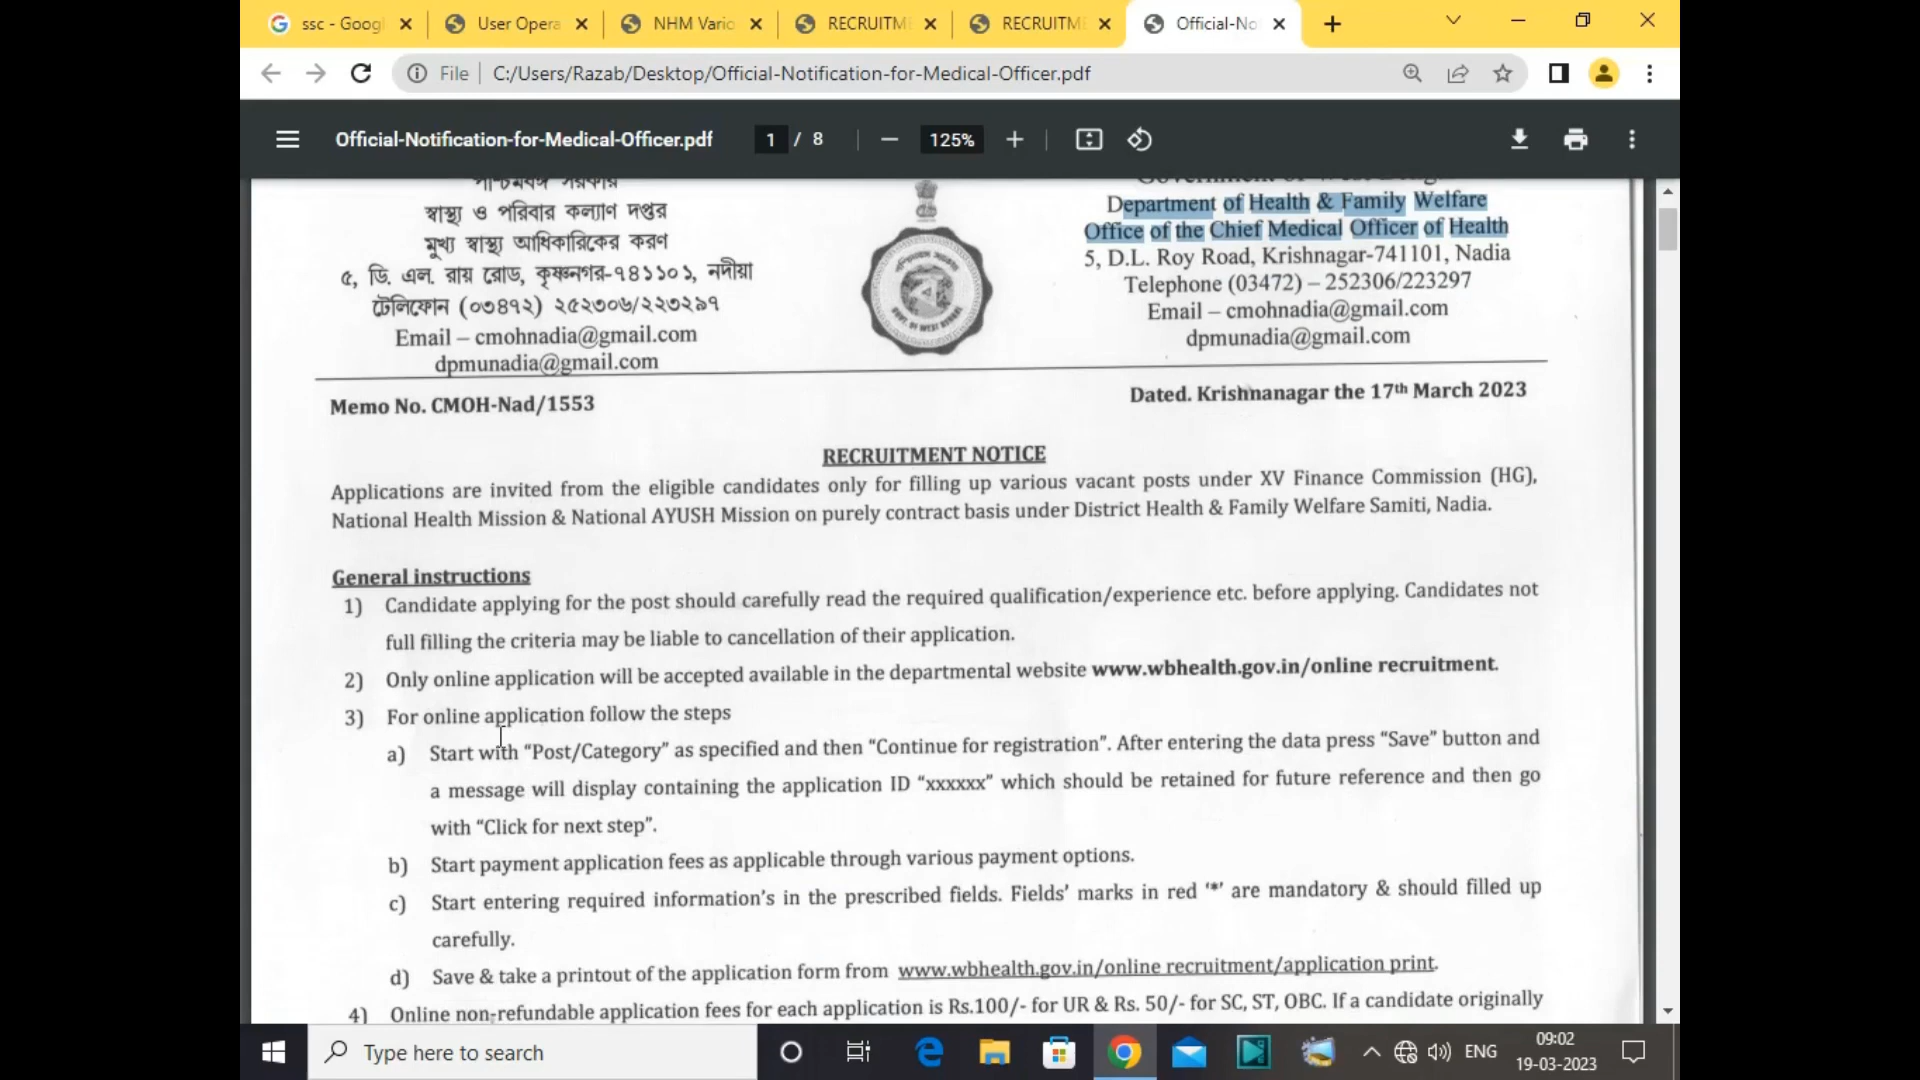 ssc - Goog
User Opera
NHM Vario
RECRUITM
RECRUITM
Official-No
File
C:/Users/Razab/Desktop/Official-Notification-for-Medical-Officer.pdf
Official-Notification-for-Medical-Officer.pdf
1 / 8
125%
পশ্চিমবঙ্গ সরকার
স্বাস্থ্য ও পরিবার কল্যাণ দপ্তর
মুখ্য স্বাস্থ্য আধিকারিকের করণ
৫, ডি. এল. রায় রোড, কৃষ্ণনগর-৭৪১১০১, নদীয়া
টেলিফোন (০৩৪৭২) ২৫২৩০৬/২২৩২৯৭
Email – cmohnadia@gmail.com
dpmunadia@gmail.com
Government of West Bengal
Department of Health & Family Welfare
Office of the Chief Medical Officer of Health
5, D.L. Roy Road, Krishnagar-741101, Nadia
Telephone (03472) – 252306/223297
Email – cmohnadia@gmail.com
dpmunadia@gmail.com
Memo No. CMOH-Nad/1553
Dated. Krishnanagar the 17th March 2023
RECRUITMENT NOTICE
Applications are invited from the eligible candidates only for filling up various vacant posts under XV Finance Commission (HG),
National Health Mission & National AYUSH Mission on purely contract basis under District Health & Family Welfare Samiti, Nadia.
General instructions
1) Candidate applying for the post should carefully read the required qualification/experience etc. before applying. Candidates not
full filling the criteria may be liable to cancellation of their application.
2) Only online application will be accepted available in the departmental website www.wbhealth.gov.in/online recruitment.
3) For online application follow the steps
a) Start with “Post/Category” as specified and then “Continue for registration”. After entering the data press “Save” button and
a message will display containing the application ID “xxxxxx” which should be retained for future reference and then go
with “Click for next step”.
b) Start payment application fees as applicable through various payment options.
c) Start entering required information's in the prescribed fields. Fields’ marks in red ‘*’ are mandatory & should filled up
carefully.
d) Save & take a printout of the application form from www.wbhealth.gov.in/online recruitment/application print.
4) Online non-refundable application fees for each application is Rs.100/- for UR & Rs. 50/- for SC, ST, OBC. If a candidate originally
Type here to search
ENG
09:02
19-03-2023